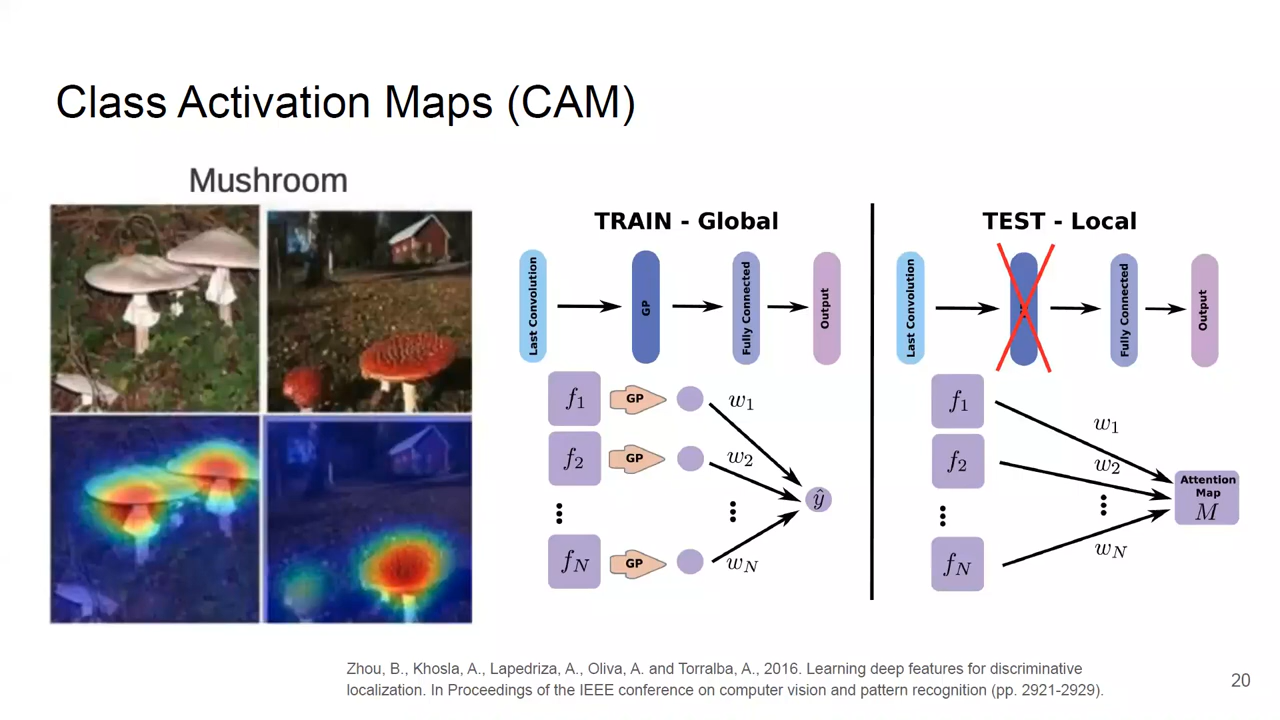 Class Activation Maps (CAM)
Mushroom
TRAIN - Global
Last Convolution
GP
Fully Connected
Output
f1 GP w1
f2 GP w2
fN GP wN
ŷ
TEST - Local
Last Convolution
Fully Connected
Output
f1 w1
f2 w2
fN wN
Attention
Map
M
Zhou, B., Khosla, A., Lapedriza, A., Oliva, A. and Torralba, A., 2016. Learning deep features for discriminative
localization. In Proceedings of the IEEE conference on computer vision and pattern recognition (pp. 2921-2929).
20